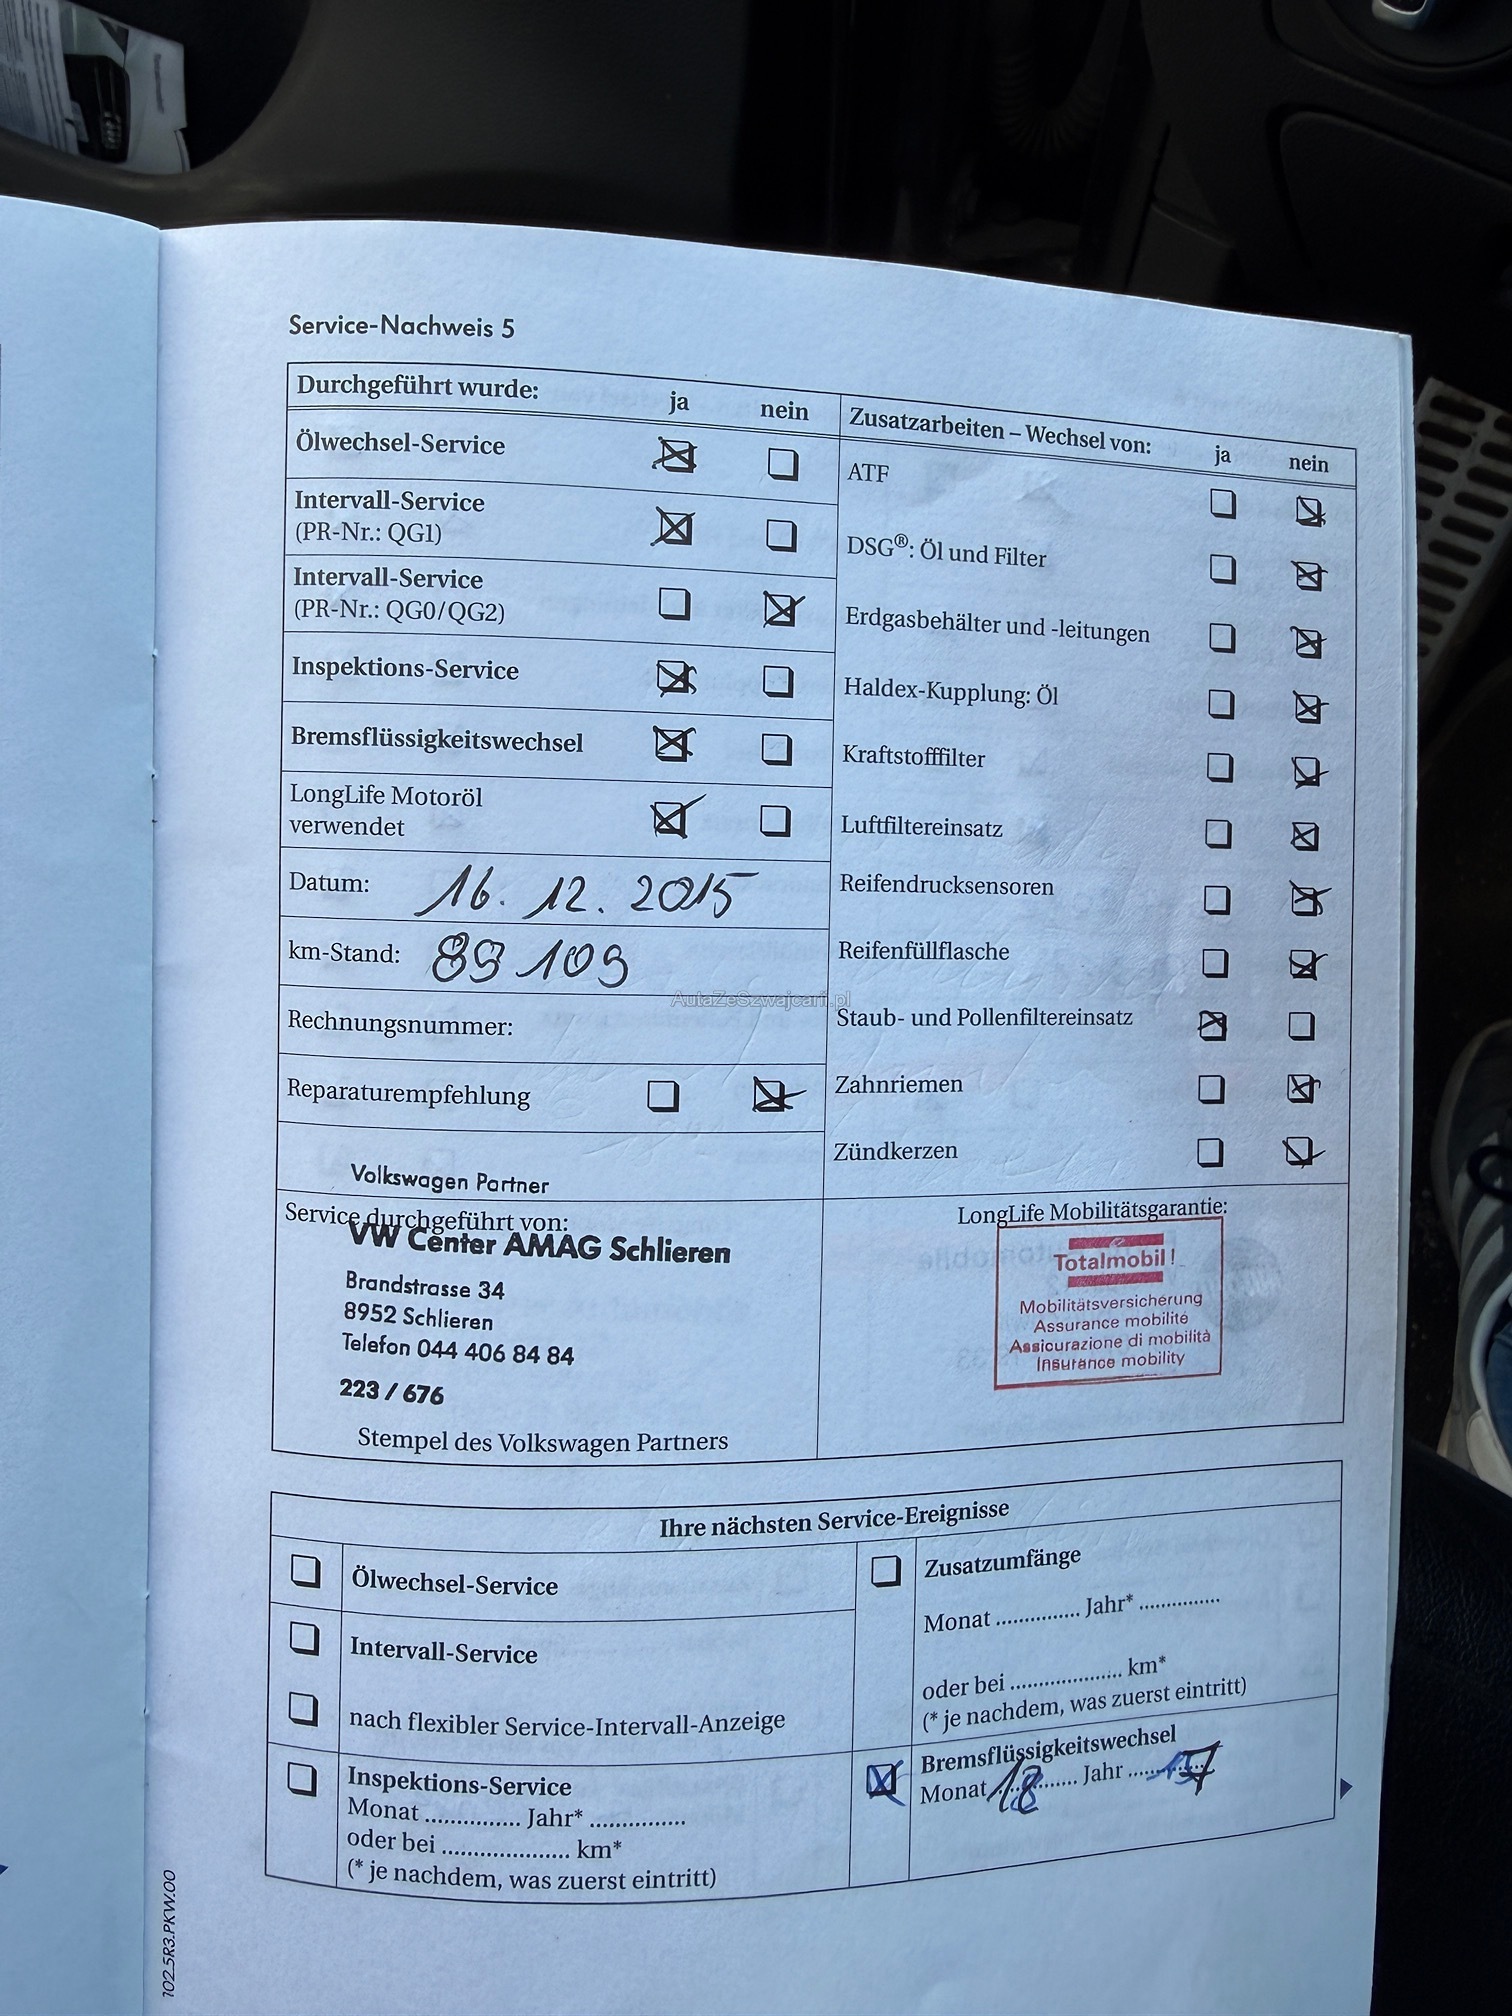 Service-Nachweis 5
Durchgeführt wurde: ja nein
Ölwechsel-Service
Intervall-Service
(PR-Nr.: QG1)
Intervall-Service
(PR-Nr.: QG0/QG2)
Inspektions-Service
Bremsflüssigkeitswechsel
LongLife Motoröl
verwendet
Datum: 16. 12. 2015
km-Stand: 89 109
Rechnungsnummer:
Reparaturempfehlung
Zusatzarbeiten – Wechsel von: ja nein
ATF
DSG®: Öl und Filter
Erdgasbehälter und -leitungen
Haldex-Kupplung: Öl
Kraftstofffilter
Luftfiltereinsatz
Reifendrucksensoren
Reifenfüllflasche
Staub- und Pollenfiltereinsatz
Zahnriemen
Zündkerzen
AutaZeSzwajcarii.pl
Volkswagen Partner
Service durchgeführt von:
VW Center AMAG Schlieren
Brandstrasse 34
8952 Schlieren
Telefon 044 406 84 84
223 / 676
Stempel des Volkswagen Partners
LongLife Mobilitätsgarantie:
Totalmobil!
Mobilitätsversicherung
Assurance mobilité
Assicurazione di mobilità
Insurance mobility
Ihre nächsten Service-Ereignisse
Ölwechsel-Service
Intervall-Service
nach flexibler Service-Intervall-Anzeige
Inspektions-Service
Monat ............... Jahr* ...............
oder bei .................... km*
(* je nachdem, was zuerst eintritt)
Zusatzumfänge
Monat ............... Jahr* ...............
oder bei .................... km*
(* je nachdem, was zuerst eintritt)
Bremsflüssigkeitswechsel
Monat ............... Jahr ...............
102.5R3.PKW.00